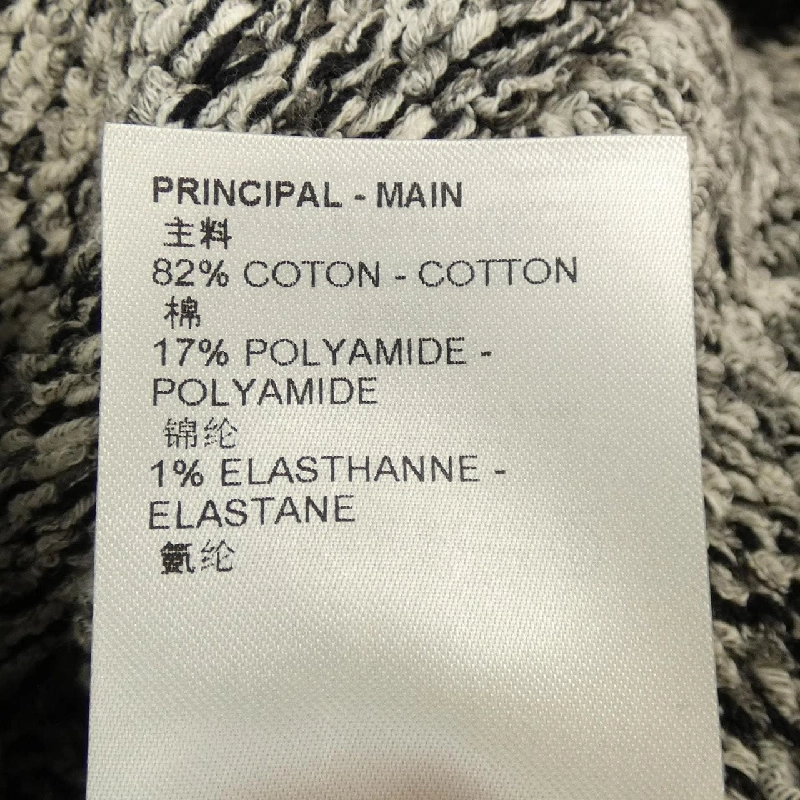 PRINCIPAL - MAIN
主料
82% COTON - COTTON
棉
17% POLYAMIDE -
POLYAMIDE
锦纶
1% ELASTHANNE -
ELASTANE
氨纶